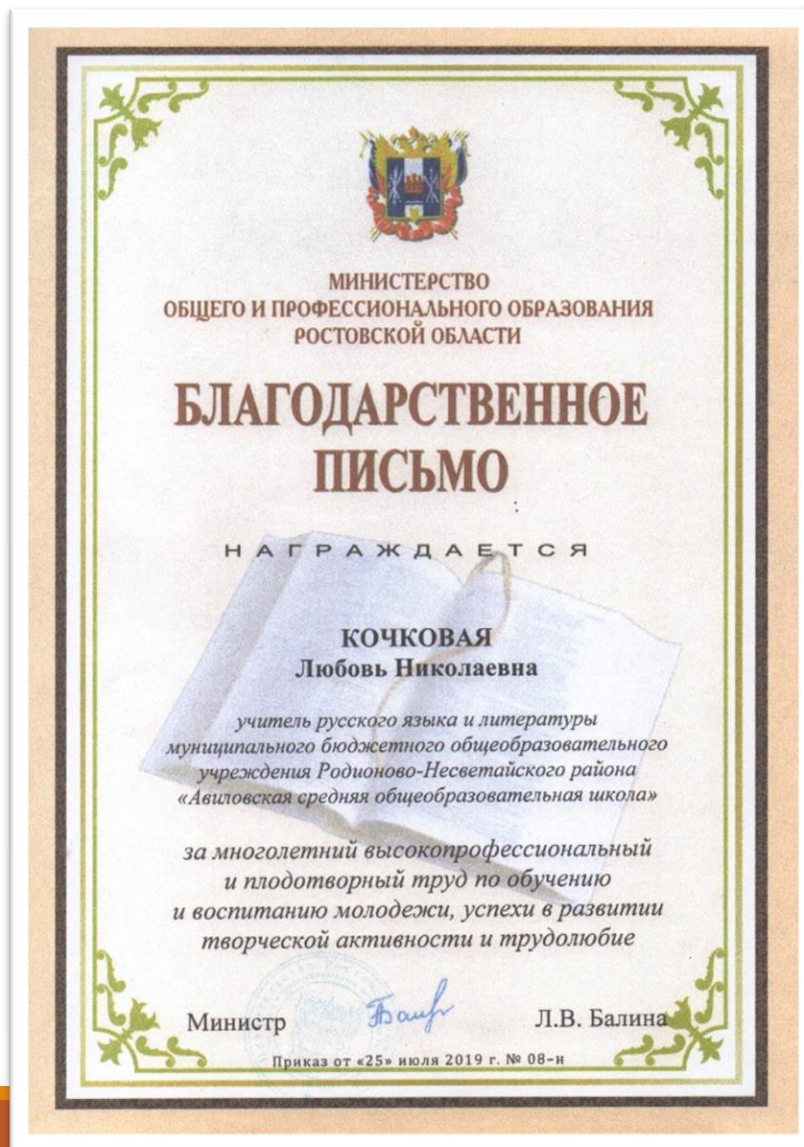 МИНИСТЕРСТВО
ОБЩЕГО И ПРОФЕССИОНАЛЬНОГО ОБРАЗОВАНИЯ
РОСТОВСКОЙ ОБЛАСТИ
БЛАГОДАРСТВЕННОЕ
ПИСЬМО
НАГРАЖДАЕТСЯ
КОЧКОВАЯ
Любовь Николаевна
учитель русского языка и литературы
муниципального бюджетного общеобразовательного
учреждения Родионово-Несветайского района
«Авиловская средняя общеобразовательная школа»
за многолетний высокопрофессиональный
и плодотворный труд по обучению
и воспитанию молодежи, успехи в развитии
творческой активности и трудолюбие
Министр Л.В. Балина
Приказ от «25» июля 2019 г. № 08-н